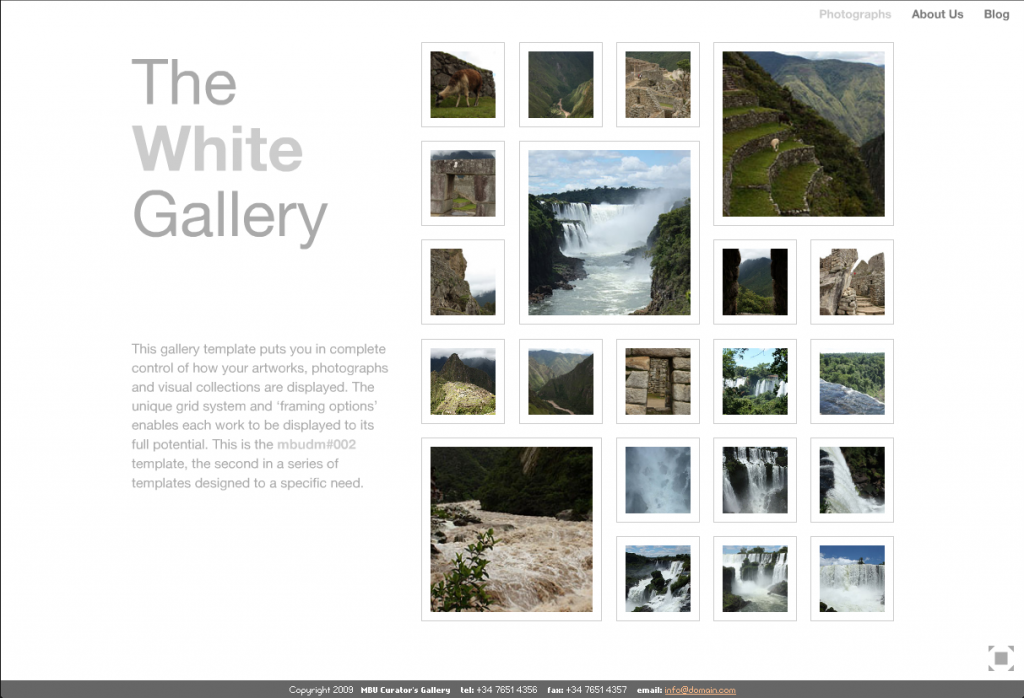 Photographs About Us Blog
The
White
Gallery
This gallery template puts you in complete
control of how your artworks, photographs
and visual collections are displayed. The
unique grid system and ‘framing options’
enables each work to be displayed to its
full potential. This is the mbudm#002
template, the second in a series of
templates designed to a specific need.
Copyright 2009 MBU Curator's Gallery tel: +34 7651 4356 fax: +34 7651 4357 email: info@domain.com